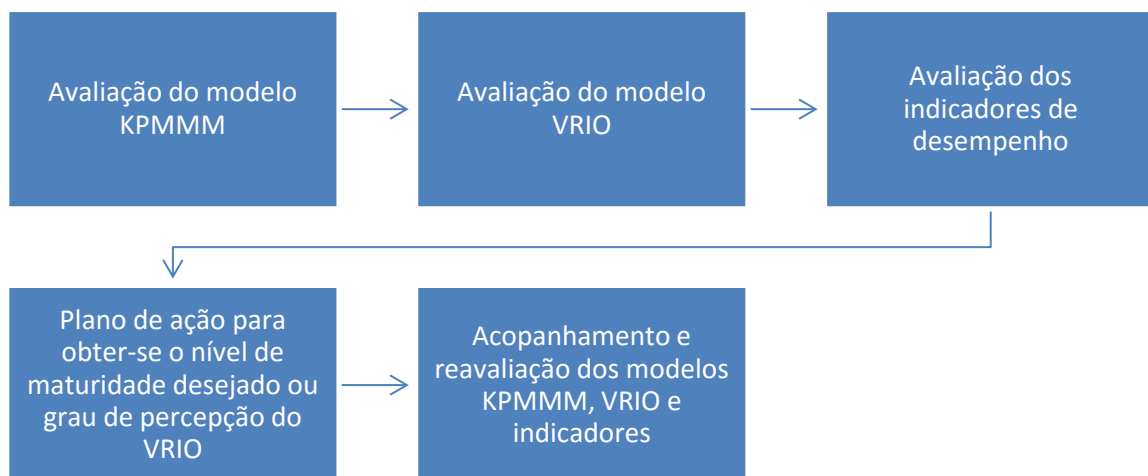 Avaliação do modelo
KPMMM
Avaliação do modelo
VRIO
Avaliação dos
indicadores de
desempenho
Plano de ação para
obter-se o nível de
maturidade desejado ou
grau de percepção do
VRIO
Acopanhamento e
reavaliação dos modelos
KPMMM, VRIO e
indicadores